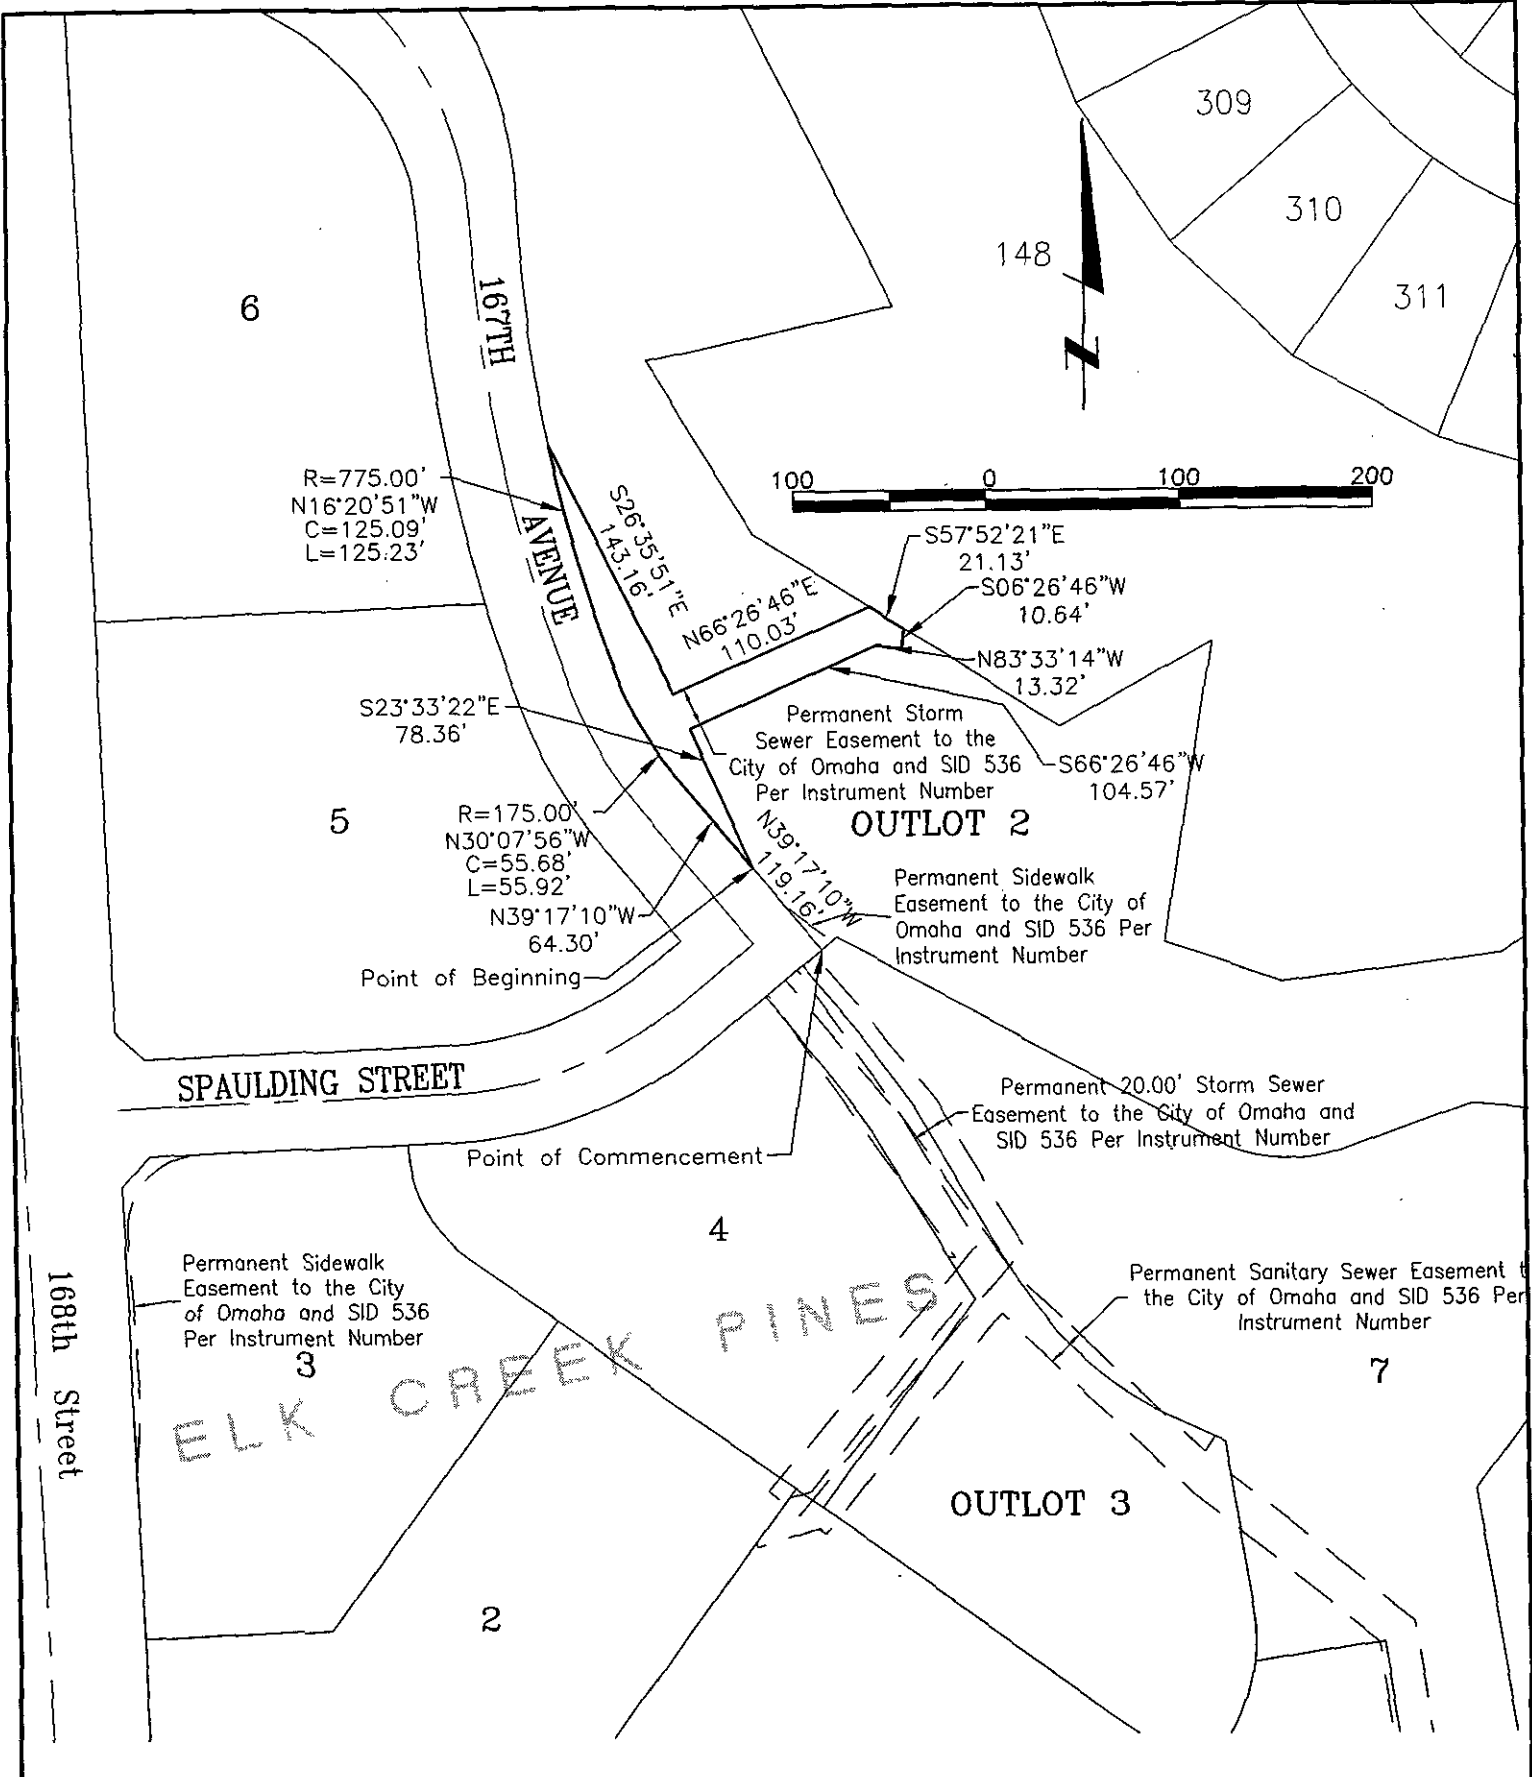 309
310
311
148
N
6
167TH
AVENUE
100 0 100 200
R=775.00'
N16°20'51"W
C=125.09'
L=125.23'
S26°35'51"E
143.16'
N66°26'46"E
110.03'
S57°52'21"E
21.13'
S06°26'46"W
10.64'
N83°33'14"W
13.32'
S23°33'22"E
78.36'
Permanent Storm
Sewer Easement to the
City of Omaha and SID 536
Per Instrument Number
S66°26'46"W
104.57'
5
R=175.00'
N30°07'56"W
C=55.68'
L=55.92'
N39°17'10"W
64.30'
Point of Beginning
OUTLOT 2
N39°17'10"W
119.16'
Permanent Sidewalk
Easement to the City of
Omaha and SID 536 Per
Instrument Number
SPAULDING STREET
Permanent 20.00' Storm Sewer
Easement to the City of Omaha and
SID 536 Per Instrument Number
Point of Commencement
4
168th Street
Permanent Sidewalk
Easement to the City
of Omaha and SID 536
Per Instrument Number
3
Permanent Sanitary Sewer Easement t
the City of Omaha and SID 536 Per
Instrument Number
7
ELK CREEK PINES
OUTLOT 3
2